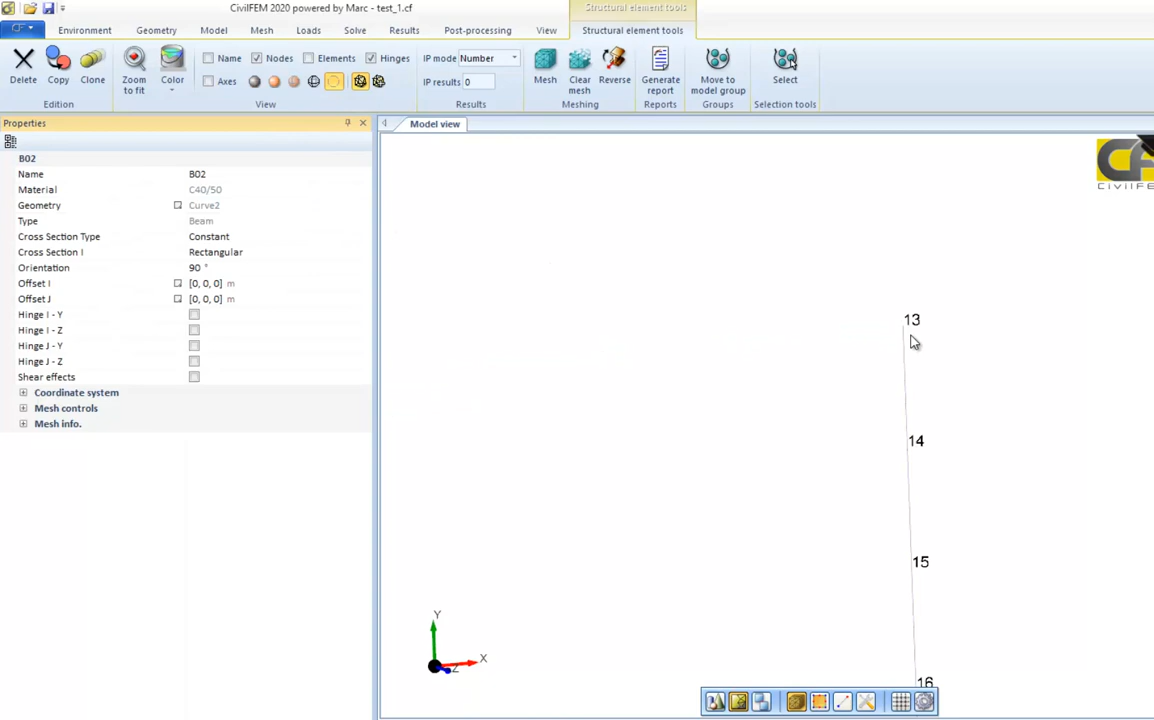 CivilFEM 2020 powered by Marc - test_1.cf
Structural element tools
CF
Environment
Geometry
Model
Mesh
Loads
Solve
Results
Post-processing
View
Structural element tools
Delete
Copy
Clone
Edition
Zoom to fit
Color
Name
Nodes
Elements
Hinges
Axes
View
IP mode
Number
IP results
0
Results
Mesh
Clear mesh
Reverse
Meshing
Generate report
Reports
Move to model group
Groups
Select
Selection tools
Properties
Model view
B02
Name B02
Material C40/50
Geometry Curve2
Type Beam
Cross Section Type Constant
Cross Section I Rectangular
Orientation 90 °
Offset I [0, 0, 0] m
Offset J [0, 0, 0] m
Hinge I - Y
Hinge I - Z
Hinge J - Y
Hinge J - Z
Shear effects
Coordinate system
Mesh controls
Mesh info.
13
14
15
16
Y
X
Z